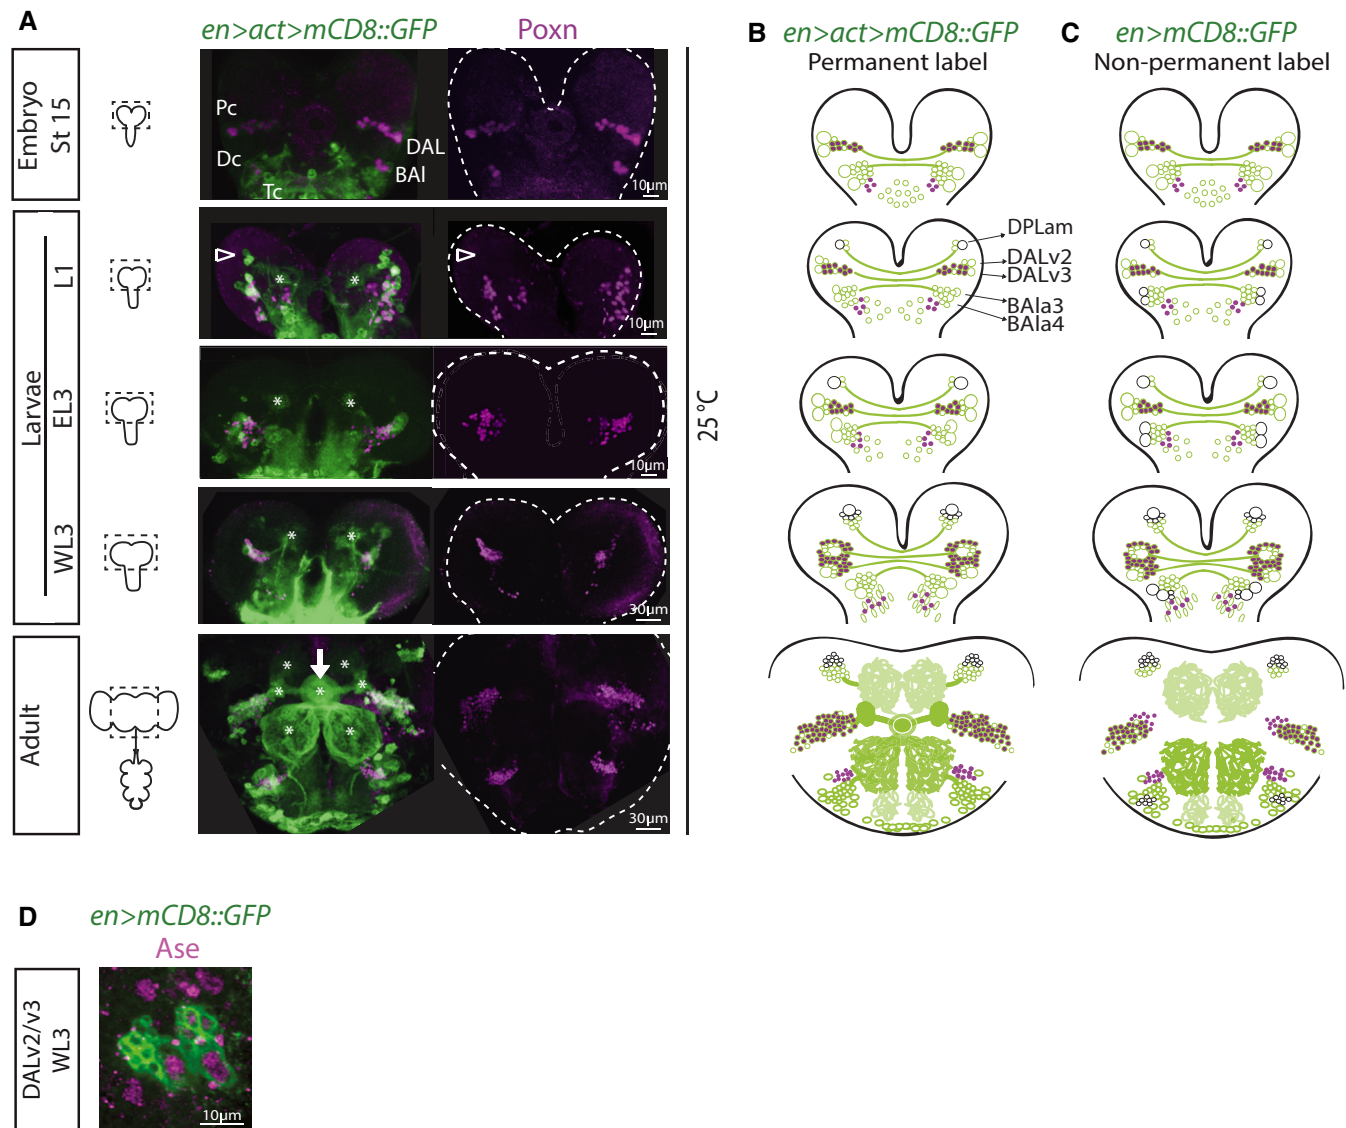 A
en>act>mCD8::GFP
Poxn
Embryo
St 15
Pc
Dc
Tc
DAL
BAl
10µm
Larvae
L1
*
*
10µm
EL3
*
*
10µm
WL3
*
*
30µm
Adult
*
*
*
*
*
*
*
30µm
25 ºC
B
en>act>mCD8::GFP
Permanent label
DPLam
DALv2
DALv3
BAla3
BAla4
C
en>mCD8::GFP
Non-permanent label
D
en>mCD8::GFP
Ase
DALv2/v3
WL3
10µm